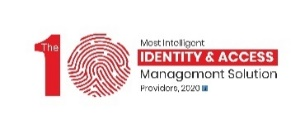 The
10
Most Intelligent
IDENTITY & ACCESS
Management Solution
Providers, 2020